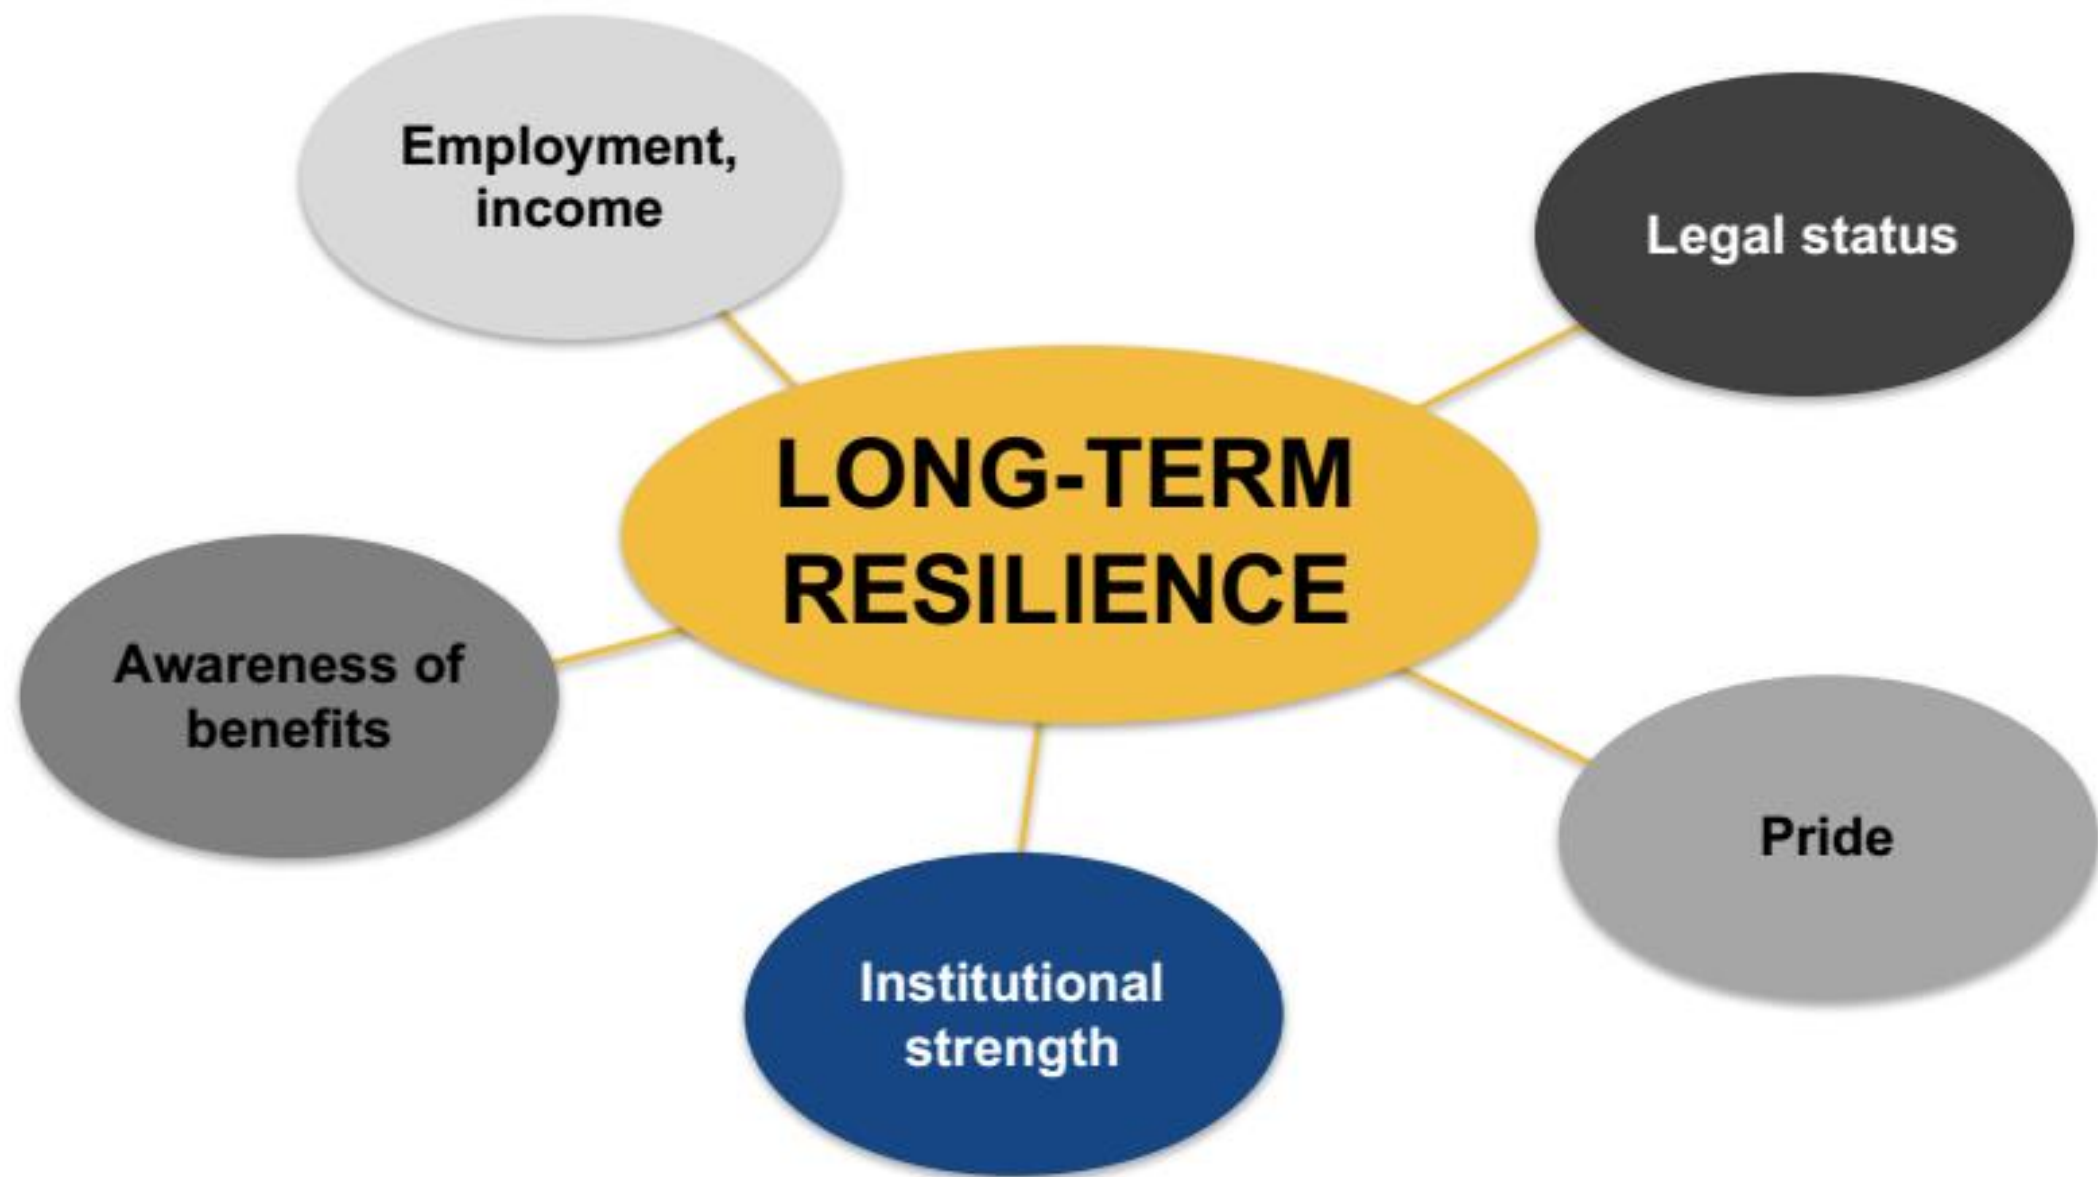 Employment,
income
Legal status
LONG-TERM
RESILIENCE
Awareness of
benefits
Pride
Institutional
strength